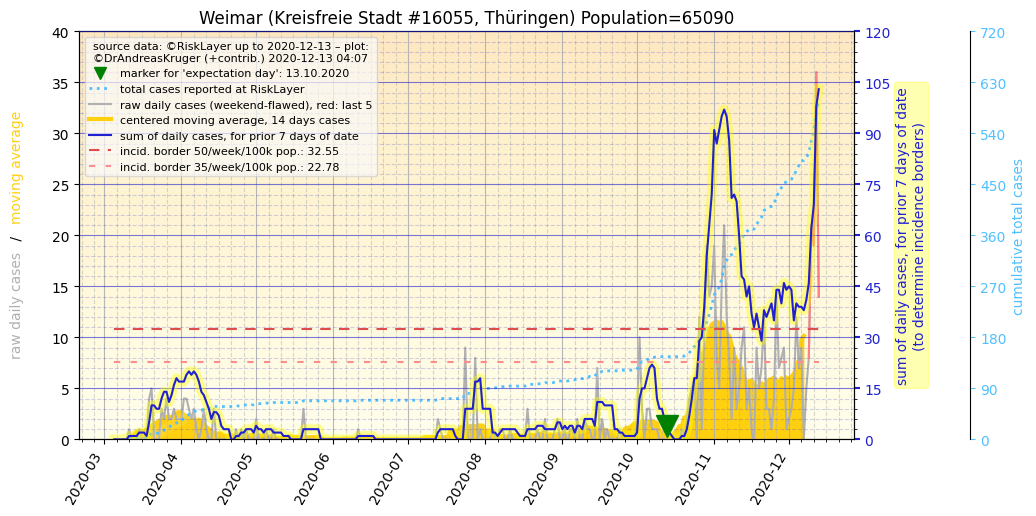 Weimar (Kreisfreie Stadt #16055, Thüringen) Population=65090
source data: ©RiskLayer up to 2020-12-13 – plot:
©DrAndreasKruger (+contrib.) 2020-12-13 04:07
marker for 'expectation day': 13.10.2020
total cases reported at RiskLayer
raw daily cases (weekend-flawed), red: last 5
centered moving average, 14 days cases
sum of daily cases, for prior 7 days of date
incid. border 50/week/100k pop.: 32.55
incid. border 35/week/100k pop.: 22.78
raw daily cases / moving average
40
35
30
25
20
15
10
5
0
120
105
90
75
60
45
30
15
0
sum of daily cases, for prior 7 days of date
(to determine incidence borders)
720
630
540
450
360
270
180
90
0
cumulative total cases
2020-03
2020-04
2020-05
2020-06
2020-07
2020-08
2020-09
2020-10
2020-11
2020-12